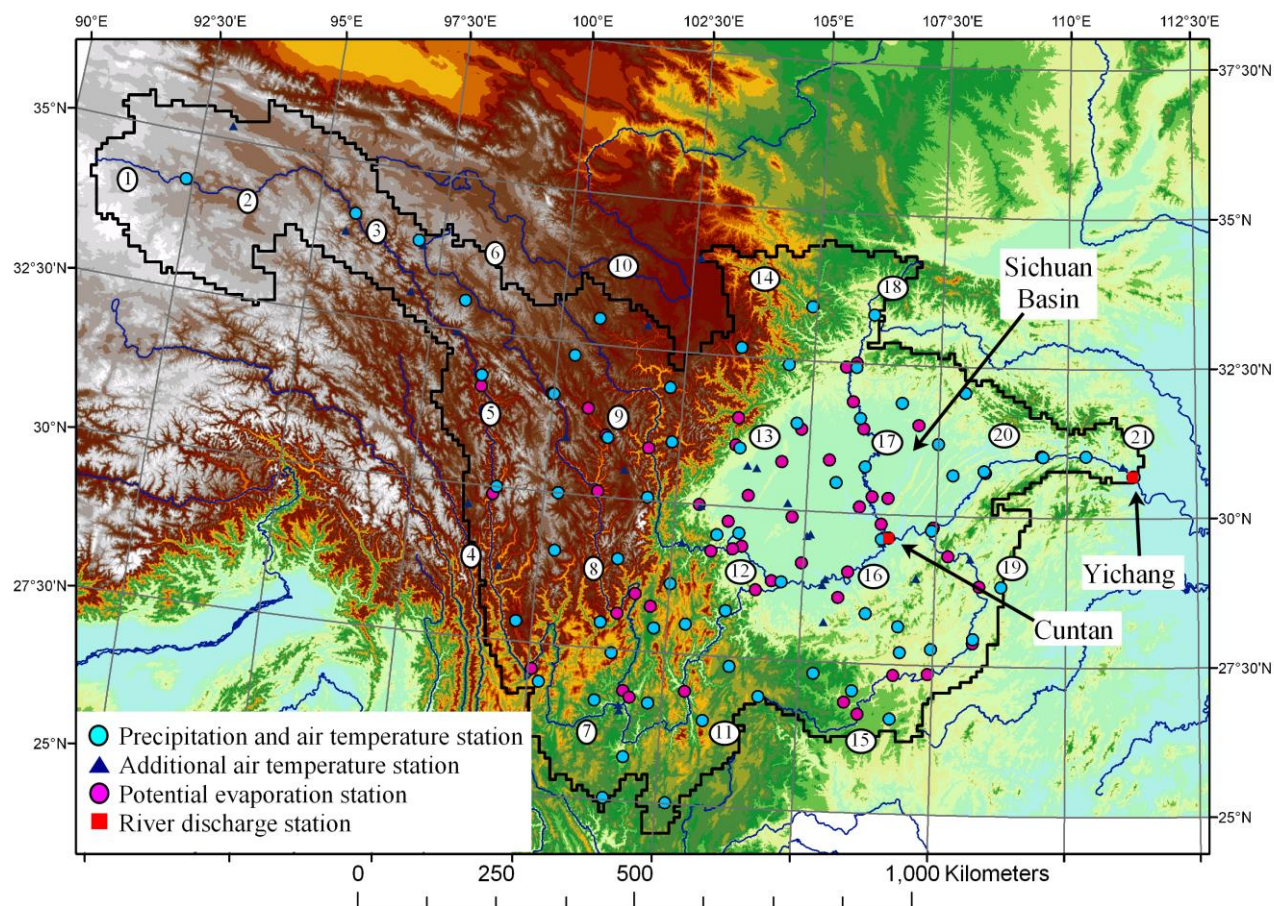 90°E 92°30'E 95°E 97°30'E 100°E 102°30'E 105°E 107°30'E 110°E 112°30'E
37°30'N
35°N
35°N
32°30'N
32°30'N
30°N
30°N
27°30'N
27°30'N
25°N
25°N
1
2
3
6
10
14
18
Sichuan
Basin
5
9
13
17
20
21
4
8
12
16
19
Yichang
Cuntan
7
11
15
Precipitation and air temperature station
Additional air temperature station
Potential evaporation station
River discharge station
0 250 500 1,000 Kilometers